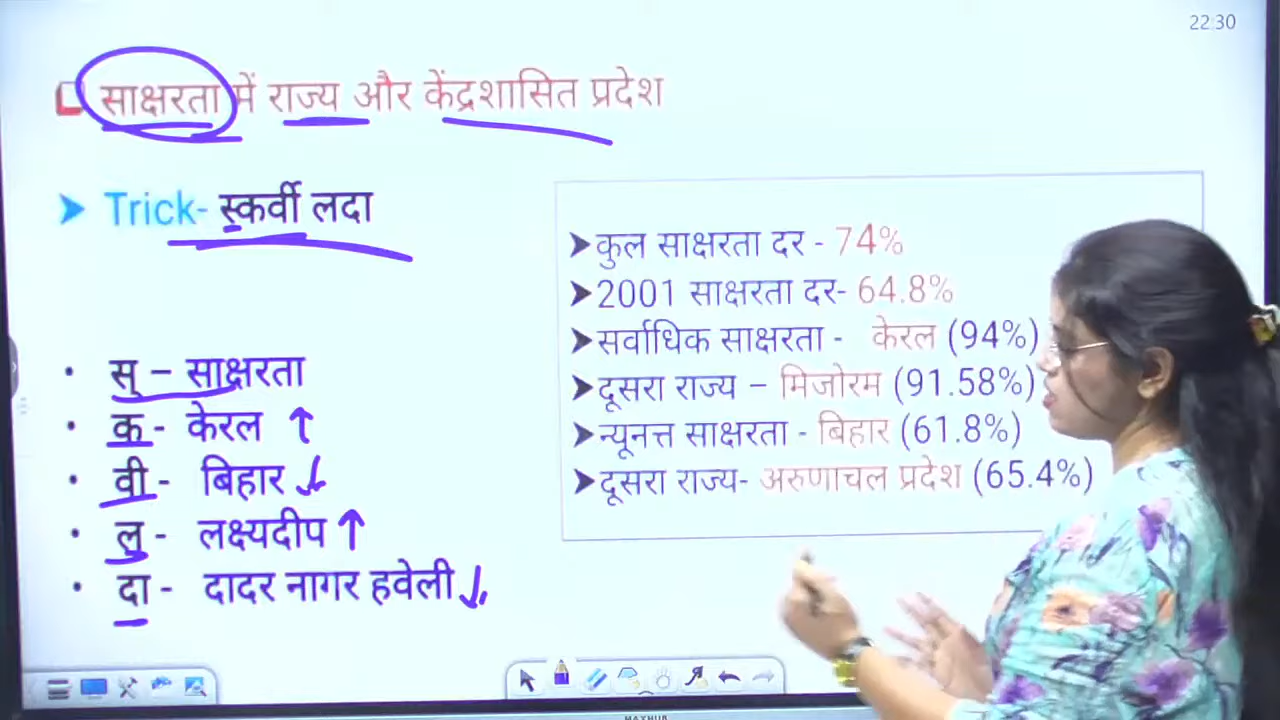 22:30
साक्षरता में राज्य और केंद्रशासित प्रदेश
Trick- स्कर्वी लदा
स् – साक्षरता
क - केरल
वी - बिहार
लु - लक्ष्यदीप
दा - दादर नागर हवेली
कुल साक्षरता दर - 74%
2001 साक्षरता दर- 64.8%
सर्वाधिक साक्षरता - केरल (94%)
दूसरा राज्य – मिजोरम (91.58%)
न्यूनत्त साक्षरता - बिहार (61.8%)
दूसरा राज्य- अरुणाचल प्रदेश (65.4%)
MAXHUB